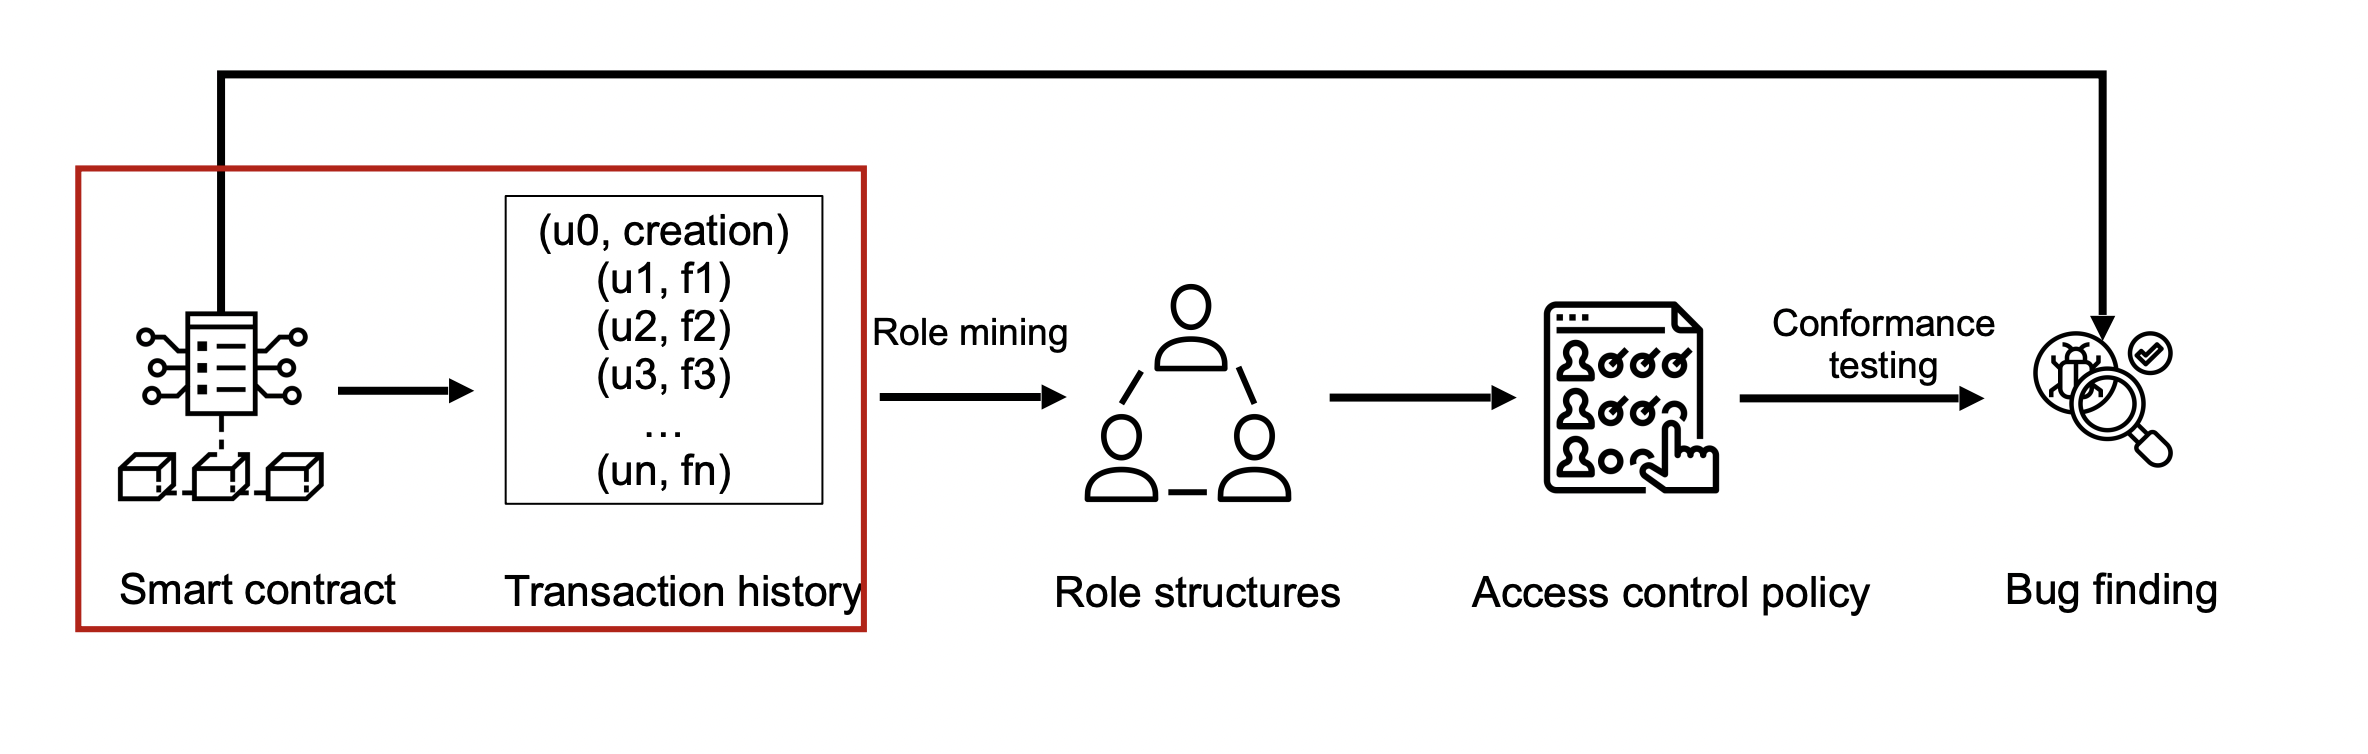 (u0, creation)
(u1, f1)
(u2, f2)
(u3, f3)
...
(un, fn)
Role mining
Conformance
testing
Smart contract
Transaction history
Role structures
Access control policy
Bug finding